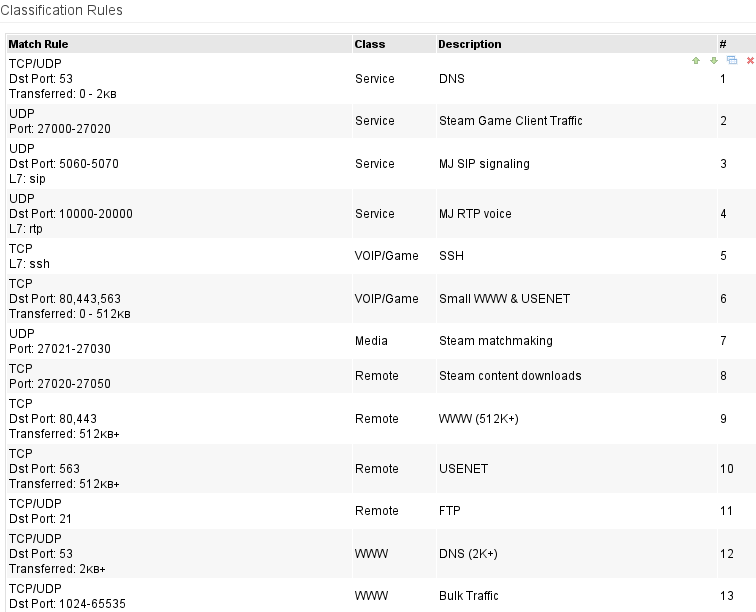 Classification Rules
Match Rule Class Description #
TCP/UDP
Dst Port: 53 Service DNS 1
Transferred: 0 - 2KB
UDP
Port: 27000-27020 Service Steam Game Client Traffic 2
UDP
Dst Port: 5060-5070 Service MJ SIP signaling 3
L7: sip
UDP
Dst Port: 10000-20000 Service MJ RTP voice 4
L7: rtp
TCP
L7: ssh VOIP/Game SSH 5
TCP
Dst Port: 80,443,563 VOIP/Game Small WWW & USENET 6
Transferred: 0 - 512KB
UDP
Port: 27021-27030 Media Steam matchmaking 7
TCP
Port: 27020-27050 Remote Steam content downloads 8
TCP
Dst Port: 80,443 Remote WWW (512K+) 9
Transferred: 512KB+
TCP
Dst Port: 563 Remote USENET 10
Transferred: 512KB+
TCP/UDP
Dst Port: 21 Remote FTP 11
TCP/UDP
Dst Port: 53 WWW DNS (2K+) 12
Transferred: 2KB+
TCP/UDP
Dst Port: 1024-65535 WWW Bulk Traffic 13